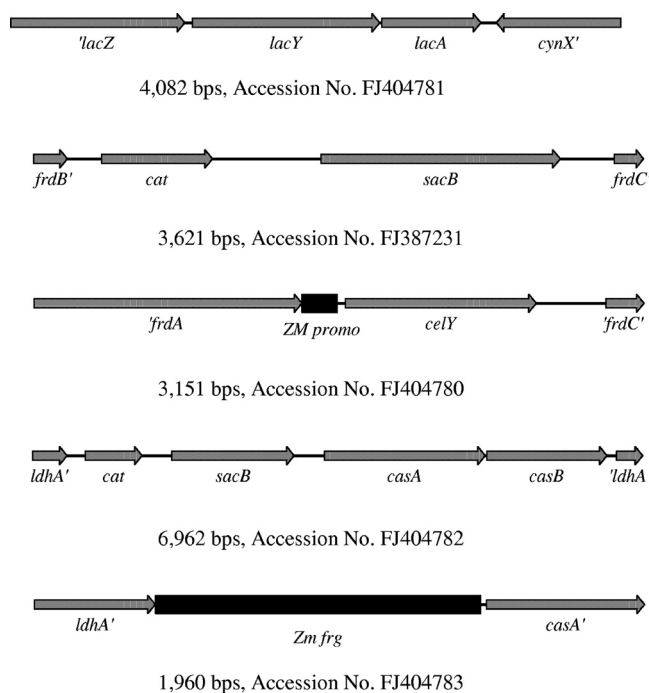 'lacZ lacY lacA cynX'
4,082 bps, Accession No. FJ404781
frdB' cat sacB frdC
3,621 bps, Accession No. FJ387231
'frdA ZM promo celY 'frdC'
3,151 bps, Accession No. FJ404780
ldhA' cat sacB casA casB 'ldhA
6,962 bps, Accession No. FJ404782
ldhA' Zm frg casA'
1,960 bps, Accession No. FJ404783